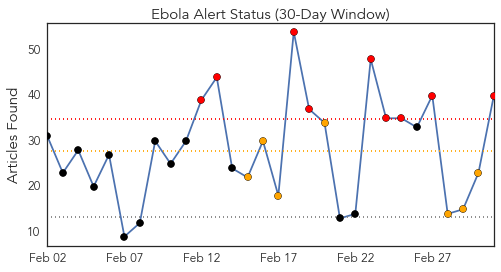 Ebola Alert Status (30-Day Window)
Articles Found
50
40
30
20
10
Feb 02 Feb 07 Feb 12 Feb 17 Feb 22 Feb 27